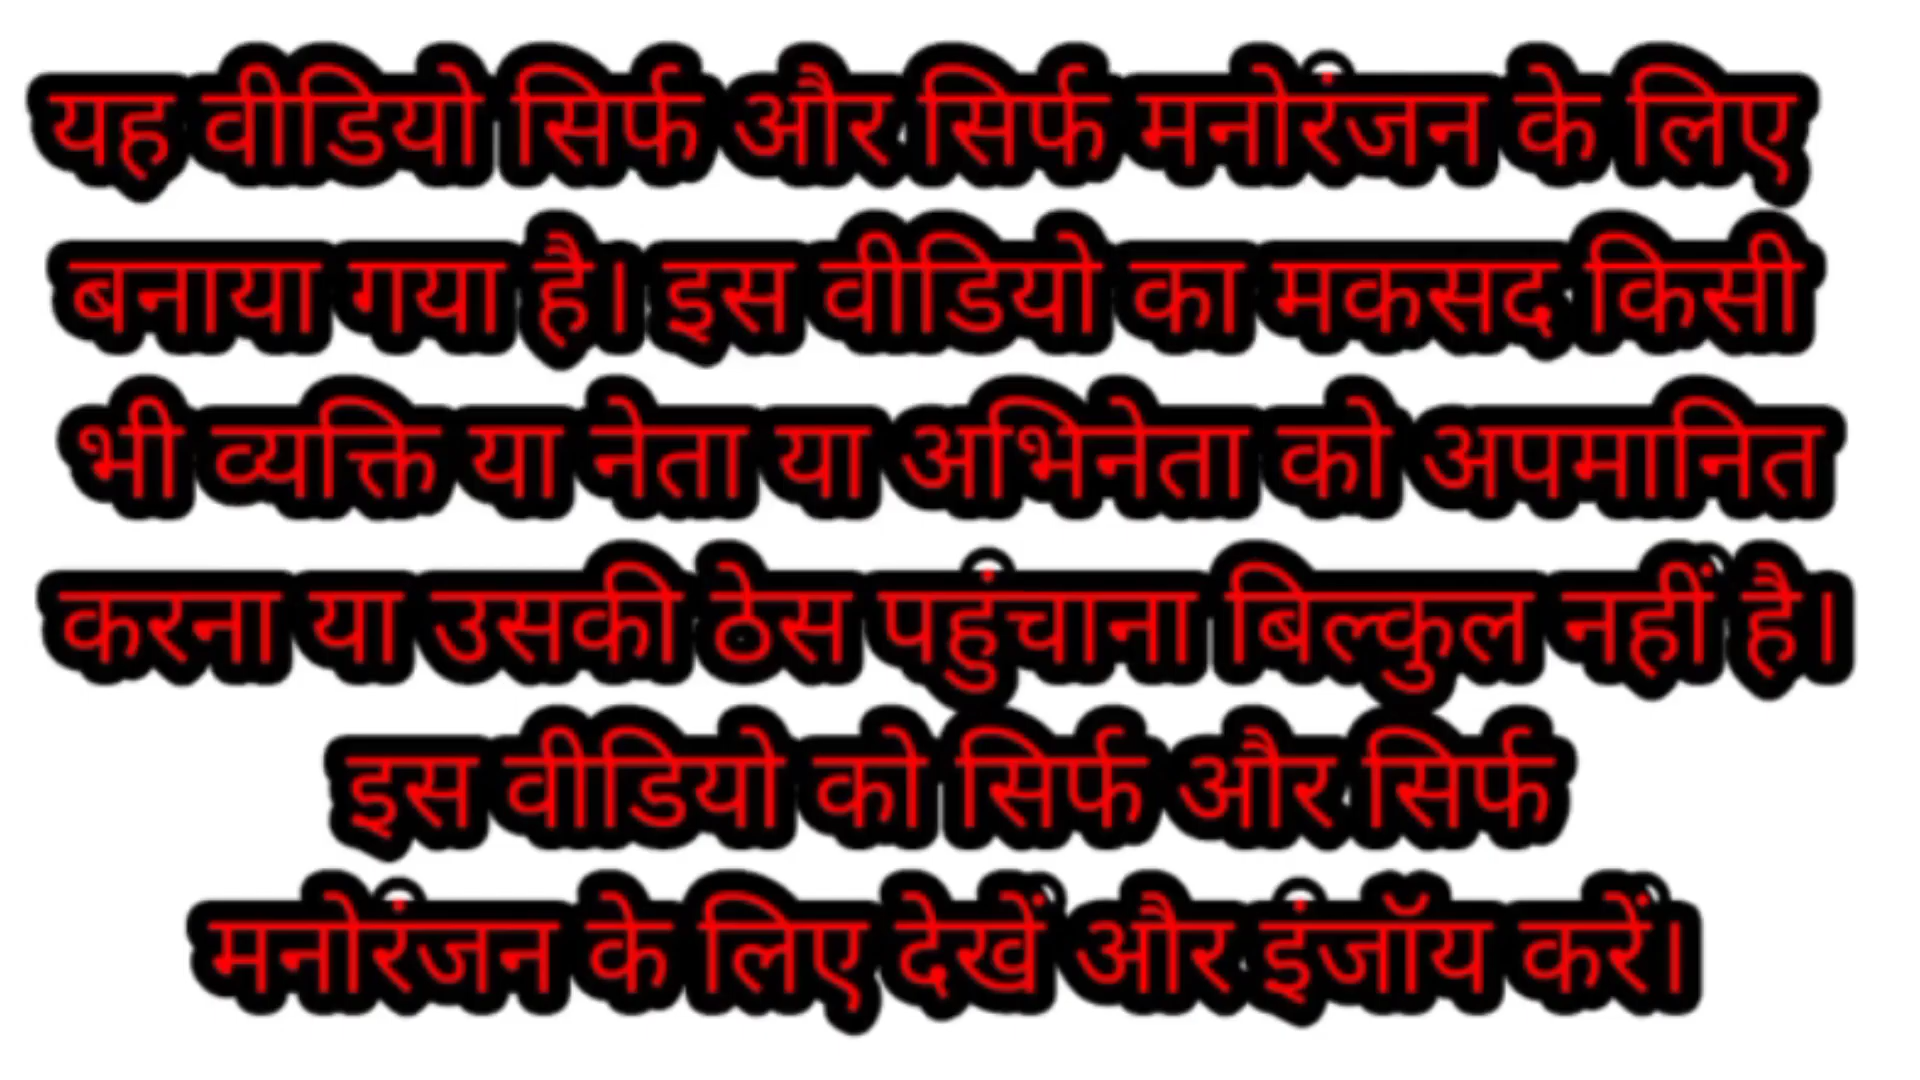 यह वीडियो सिर्फ और सिर्फ मनोरंजन के लिए
बनाया गया है। इस वीडियो का मकसद किसी
भी व्यक्ति या नेता या अभिनेता को अपमानित
करना या उसकी ठेस पहुंचाना बिल्कुल नहीं है।
इस वीडियो को सिर्फ और सिर्फ
मनोरंजन के लिए देखें और इंजॉय करें।